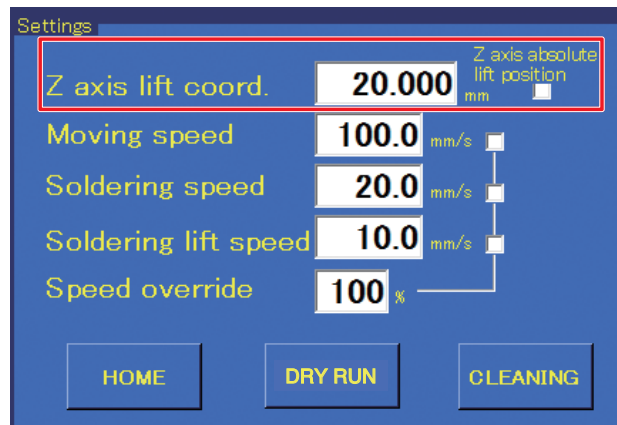 Settings
Z axis absolute
lift position
Z axis lift coord. 20.000 mm
Moving speed 100.0 mm/s
Soldering speed 20.0 mm/s
Soldering lift speed 10.0 mm/s
Speed override 100 %
HOME DRY RUN CLEANING